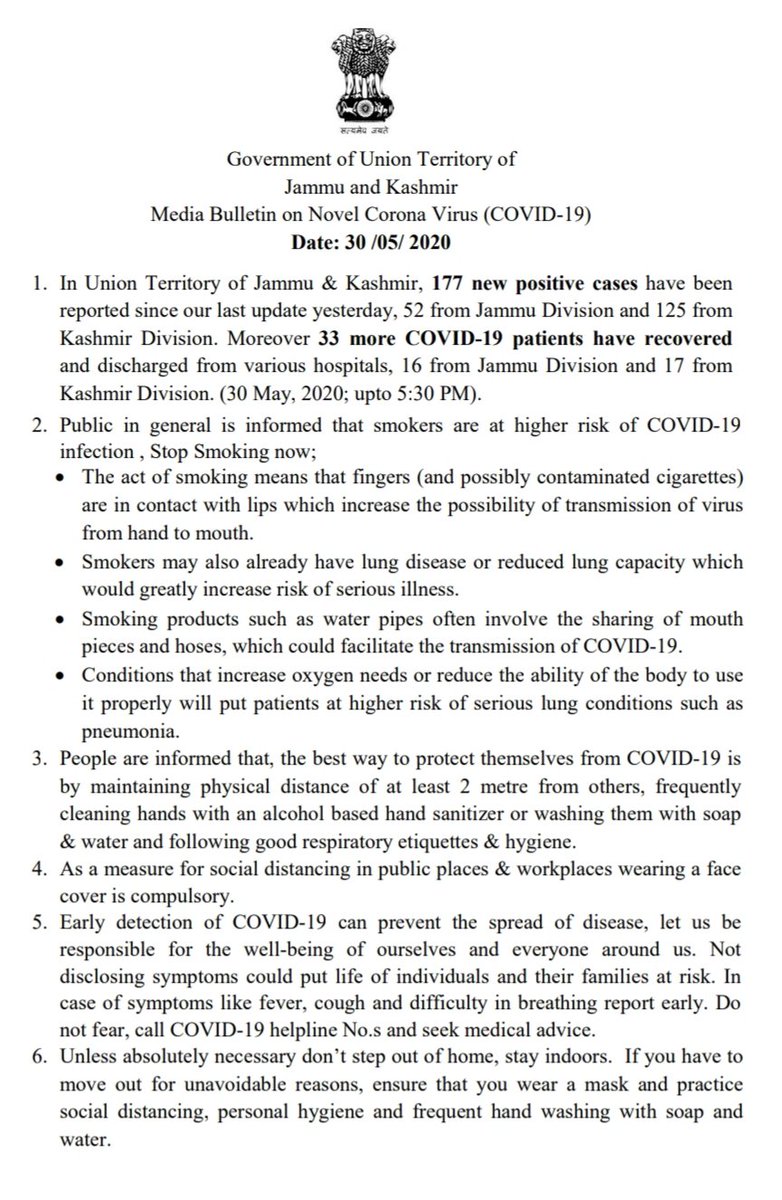 सत्यमेव जयते
Government of Union Territory of
Jammu and Kashmir
Media Bulletin on Novel Corona Virus (COVID-19)
Date: 30 /05/ 2020
1. In Union Territory of Jammu & Kashmir, 177 new positive cases have been
reported since our last update yesterday, 52 from Jammu Division and 125 from
Kashmir Division. Moreover 33 more COVID-19 patients have recovered
and discharged from various hospitals, 16 from Jammu Division and 17 from
Kashmir Division. (30 May, 2020; upto 5:30 PM).
2. Public in general is informed that smokers are at higher risk of COVID-19
infection , Stop Smoking now;
• The act of smoking means that fingers (and possibly contaminated cigarettes)
are in contact with lips which increase the possibility of transmission of virus
from hand to mouth.
• Smokers may also already have lung disease or reduced lung capacity which
would greatly increase risk of serious illness.
• Smoking products such as water pipes often involve the sharing of mouth
pieces and hoses, which could facilitate the transmission of COVID-19.
• Conditions that increase oxygen needs or reduce the ability of the body to use
it properly will put patients at higher risk of serious lung conditions such as
pneumonia.
3. People are informed that, the best way to protect themselves from COVID-19 is
by maintaining physical distance of at least 2 metre from others, frequently
cleaning hands with an alcohol based hand sanitizer or washing them with soap
& water and following good respiratory etiquettes & hygiene.
4. As a measure for social distancing in public places & workplaces wearing a face
cover is compulsory.
5. Early detection of COVID-19 can prevent the spread of disease, let us be
responsible for the well-being of ourselves and everyone around us. Not
disclosing symptoms could put life of individuals and their families at risk. In
case of symptoms like fever, cough and difficulty in breathing report early. Do
not fear, call COVID-19 helpline No.s and seek medical advice.
6. Unless absolutely necessary don’t step out of home, stay indoors. If you have to
move out for unavoidable reasons, ensure that you wear a mask and practice
social distancing, personal hygiene and frequent hand washing with soap and
water.